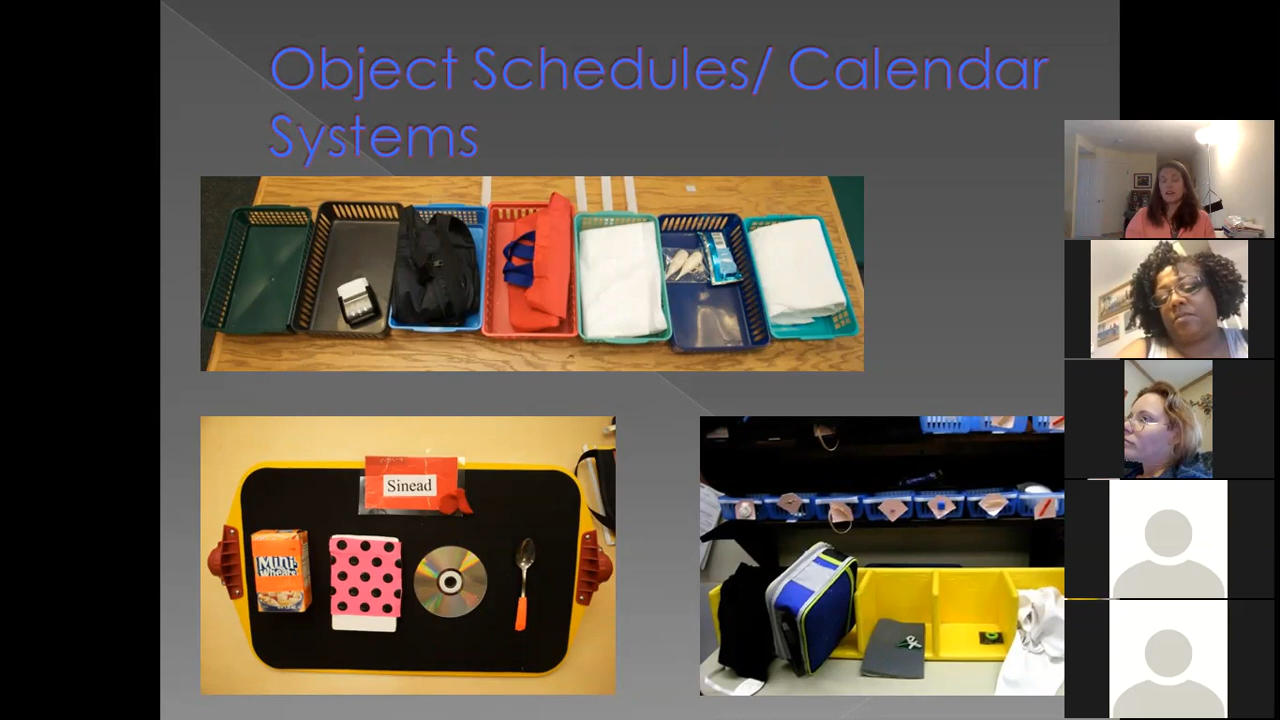 Object Schedules/ Calendar
Systems
Sinead
Mini-
Wheats